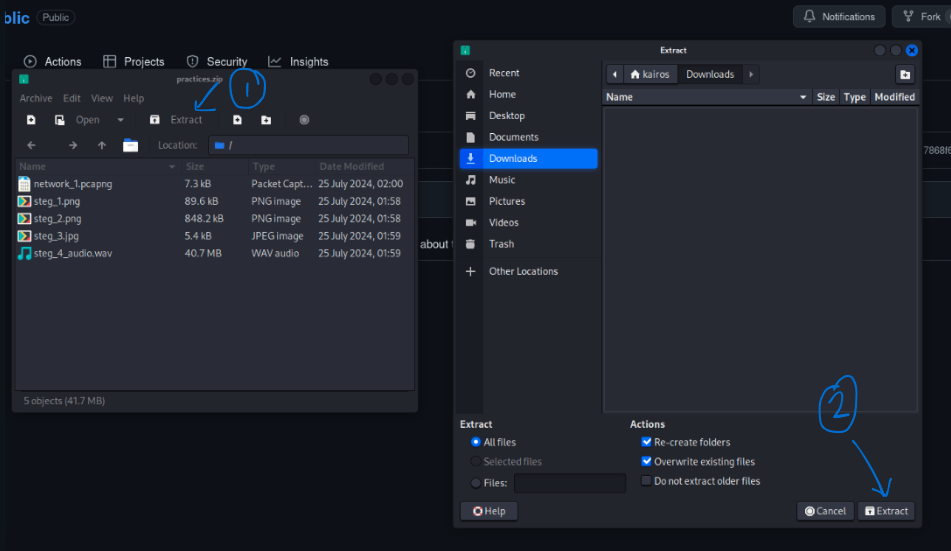 blic Public
Notifications Fork
Actions Projects Security Insights
practices.zip
1
Archive Edit View Help
Open Extract
Location: /
Name Size Type Date Modified
network_1.pcapng 7.3 kB Packet Capt... 25 July 2024, 02:00
steg_1.png 89.6 kB PNG image 25 July 2024, 01:58
steg_2.png 848.2 kB PNG image 25 July 2024, 01:58
steg_3.jpg 5.4 kB JPEG image 25 July 2024, 01:59
steg_4_audio.wav 40.7 MB WAV audio 25 July 2024, 01:59
5 objects (41.7 MB)
about
Extract
kairos Downloads
Recent
Home
Desktop
Documents
Downloads
Music
Pictures
Videos
Trash
Other Locations
Name Size Type Modified
7868f6
2
Extract
All files
Selected files
Files:
Actions
Re-create folders
Overwrite existing files
Do not extract older files
Help
Cancel Extract